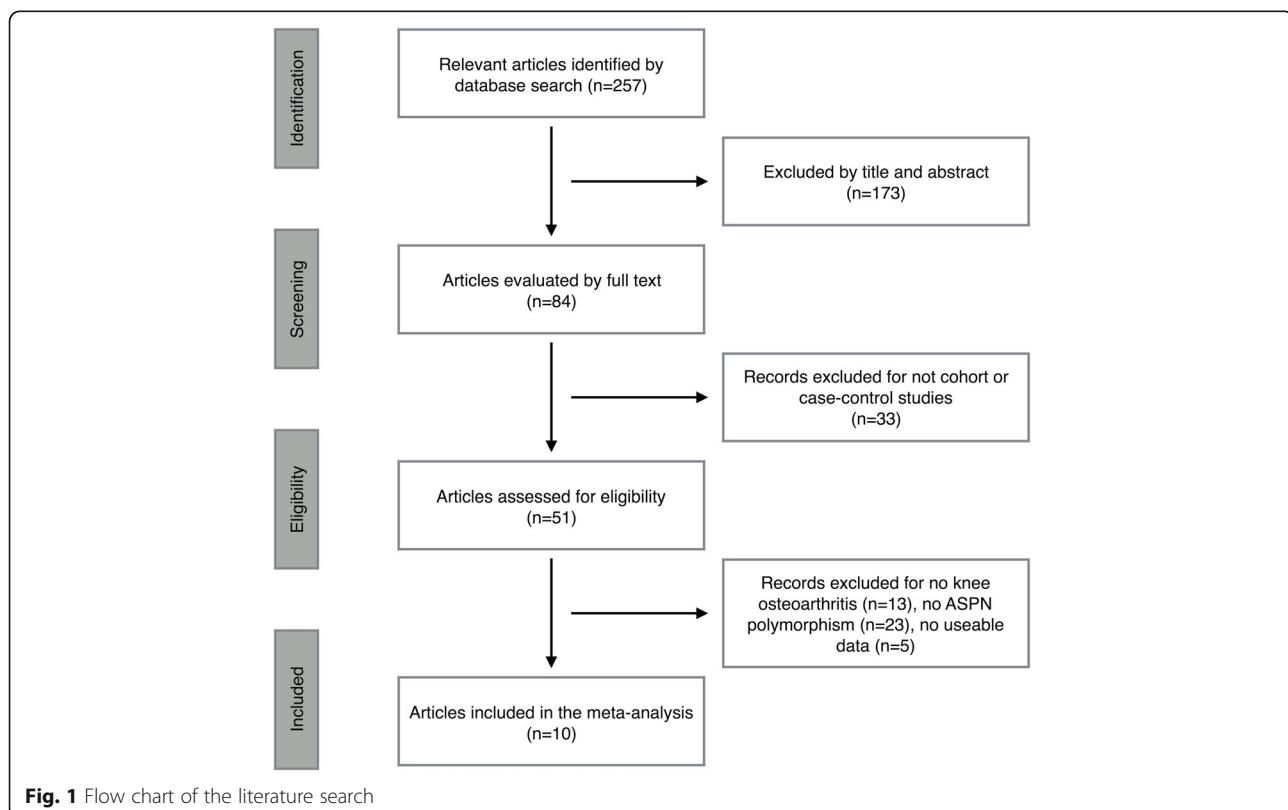 Identification
Relevant articles identified by
database search (n=257)
Excluded by title and abstract
(n=173)
Screening
Articles evaluated by full text
(n=84)
Records excluded for not cohort or
case-control studies
(n=33)
Eligibility
Articles assessed for eligibility
(n=51)
Records excluded for no knee
osteoarthritis (n=13), no ASPN
polymorphism (n=23), no useable
data (n=5)
Included
Articles included in the meta-analysis
(n=10)
Fig. 1 Flow chart of the literature search